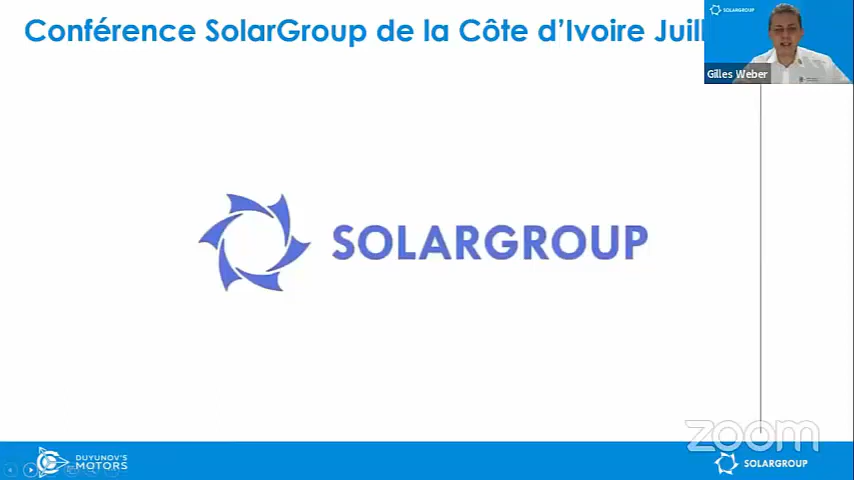 Conférence SolarGroup de la Côte d'Ivoire Juill
SOLARGROUP
Gilles Weber
SOLARGROUP
zoom
DUYUNOV'S
MOTORS
SOLARGROUP